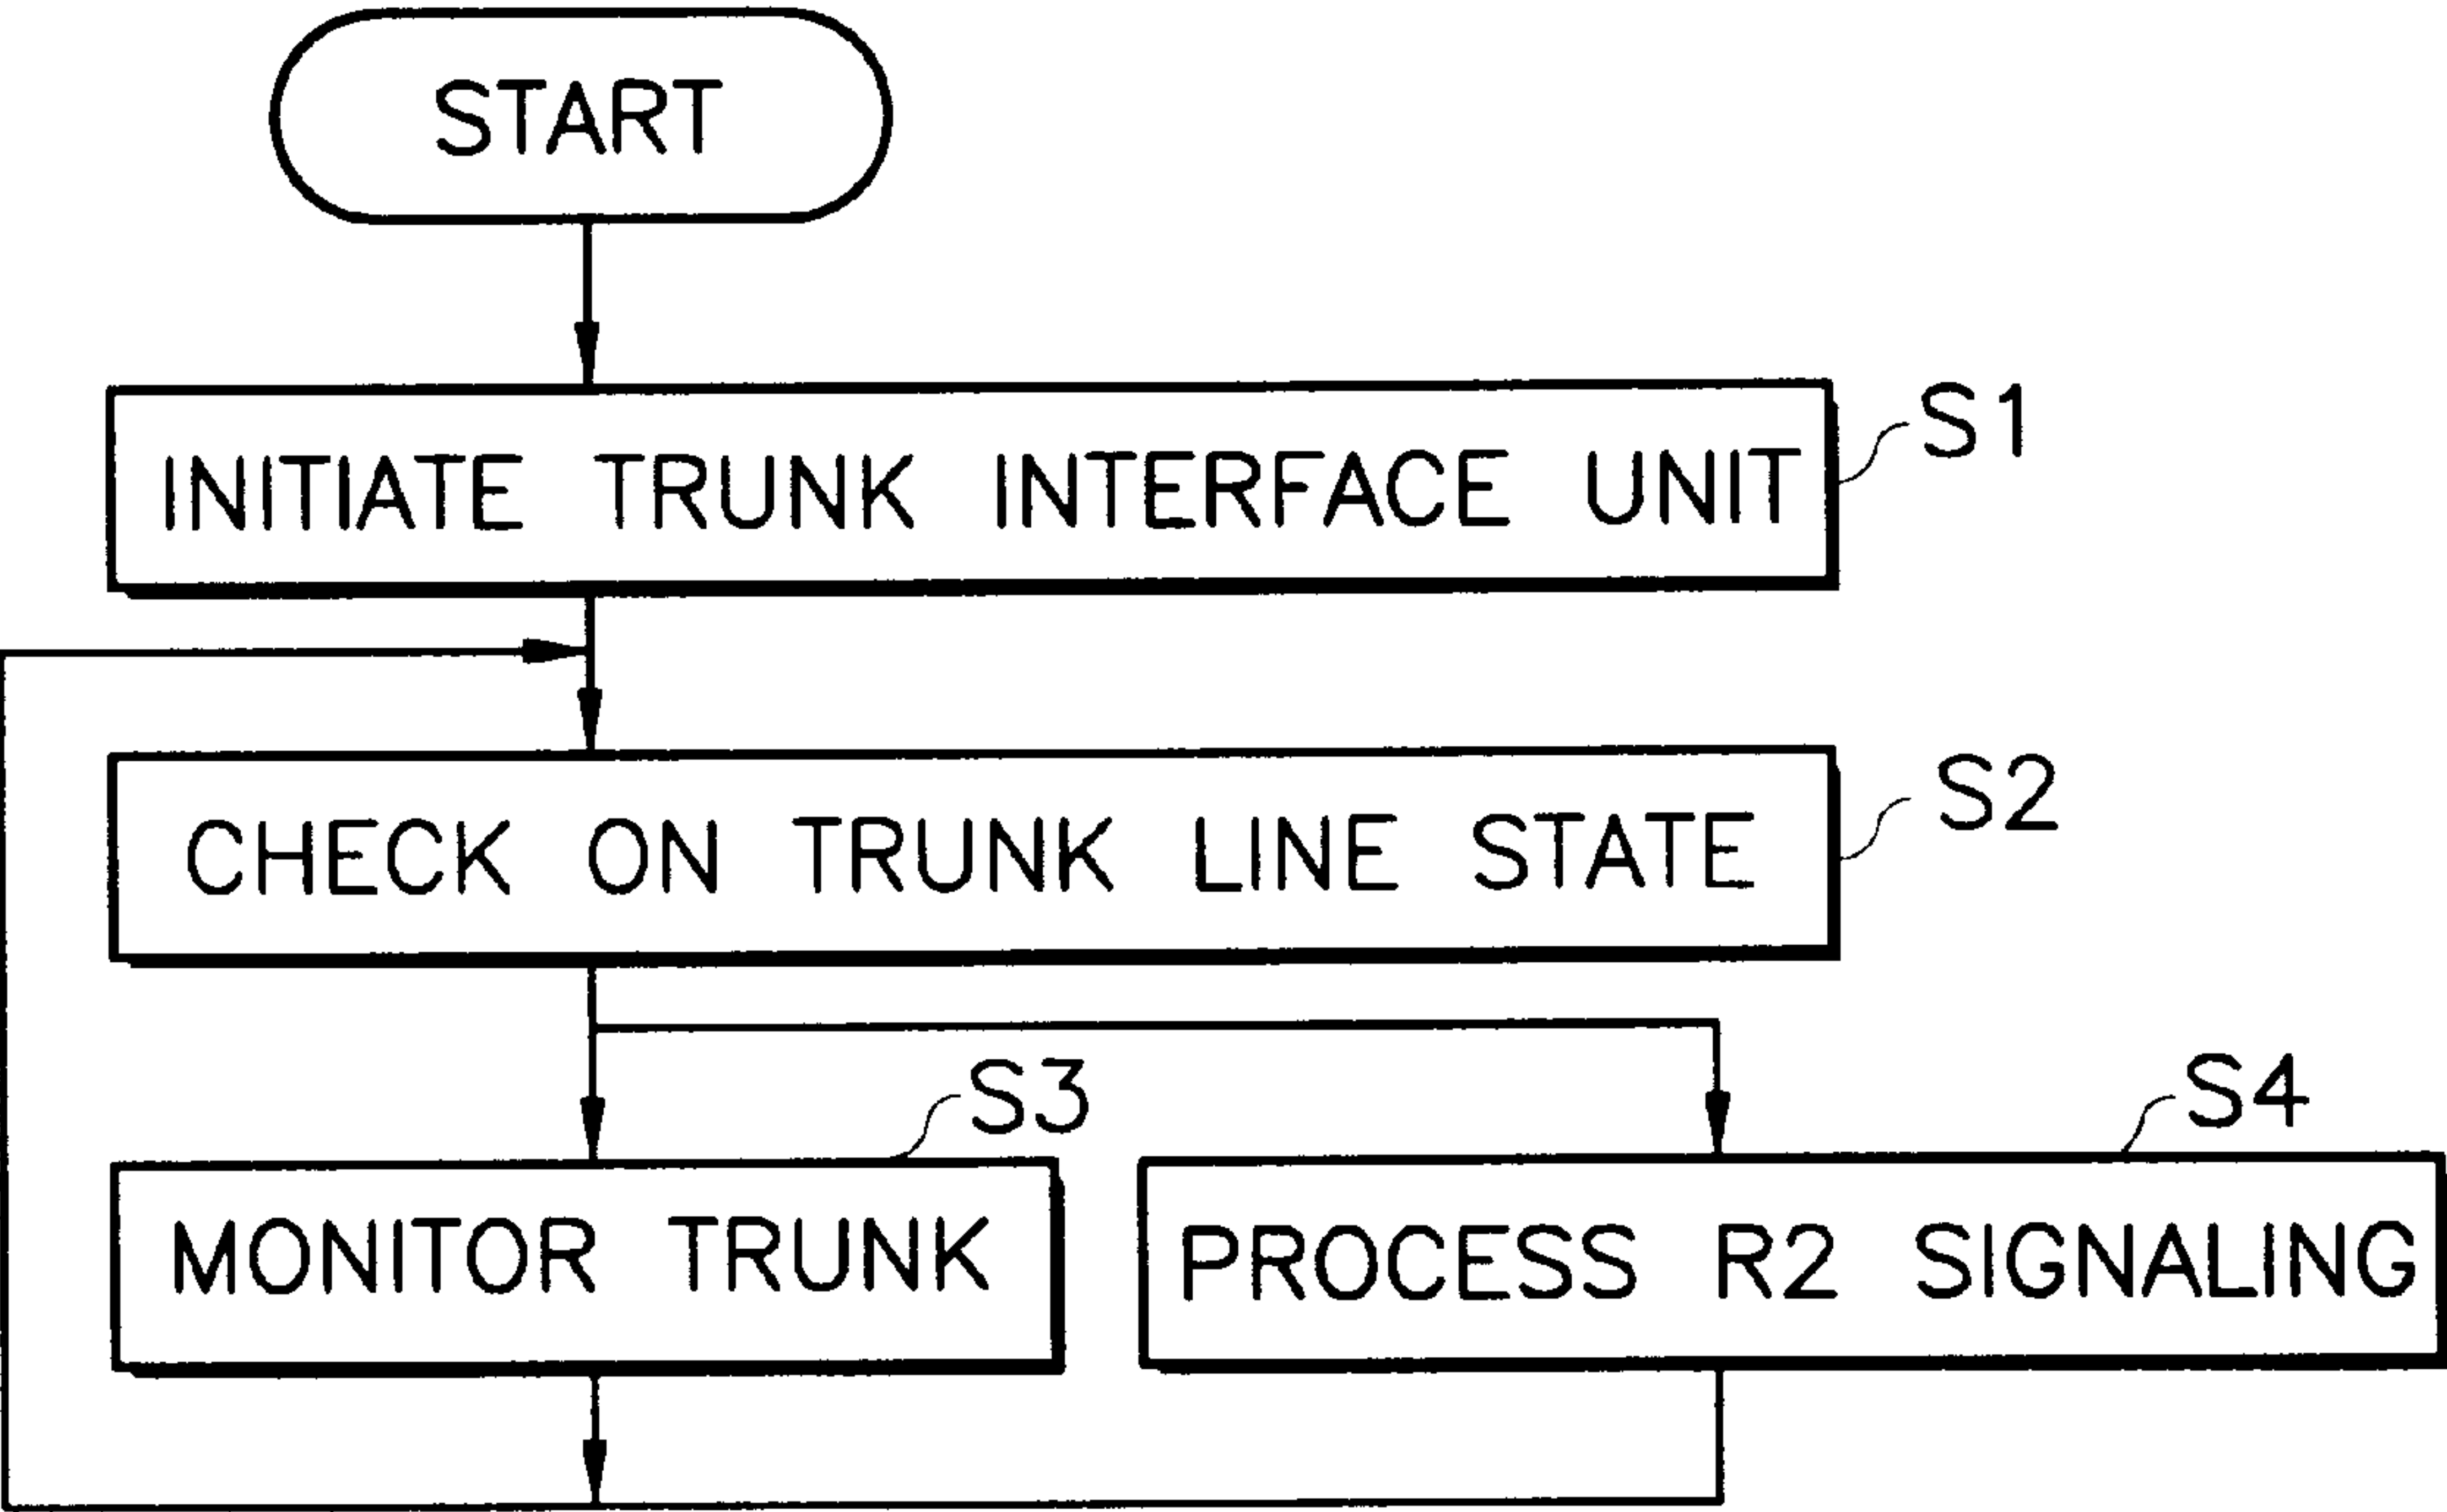 START
INITIATE TRUNK INTERFACE UNIT
S1
CHECK ON TRUNK LINE STATE
S2
S3
MONITOR TRUNK
S4
PROCESS R2 SIGNALING